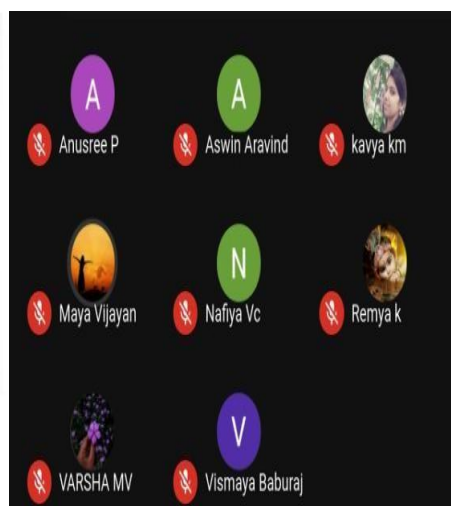 A A
Anusree P Aswin Aravind kavya km
N
Maya Vijayan Nafiya Vc Remya k
V
VARSHA MV Vismaya Baburaj